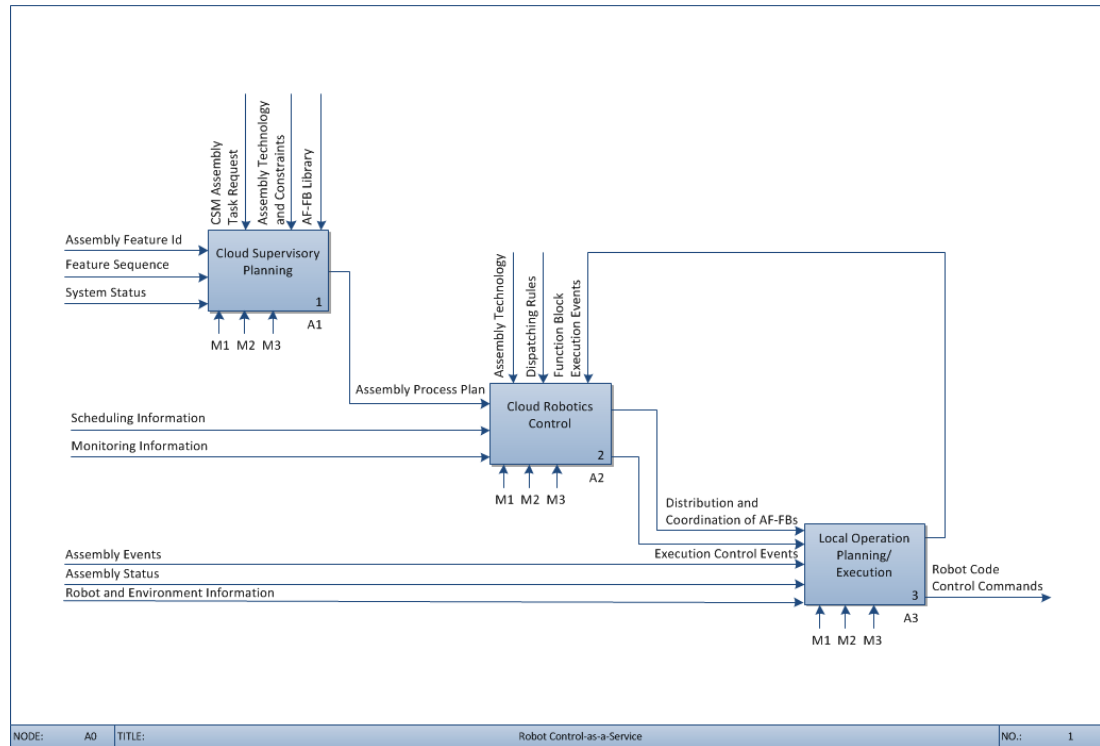 CSM Assembly
Task Request
Assembly Technology
and Constraints
AF-FB Library
Assembly Feature Id
Feature Sequence
System Status
Cloud Supervisory
Planning
1
A1
M1 M2 M3
Assembly Technology
Dispatching Rules
Function Block
Execution Events
Assembly Process Plan
Scheduling Information
Monitoring Information
Cloud Robotics
Control
2
A2
M1 M2 M3
Distribution and
Coordination of AF-FBs
Execution Control Events
Assembly Events
Assembly Status
Robot and Environment Information
Local Operation
Planning/
Execution
3
A3
M1 M2 M3
Robot Code
Control Commands
NODE: A0 TITLE: Robot Control-as-a-Service NO.: 1